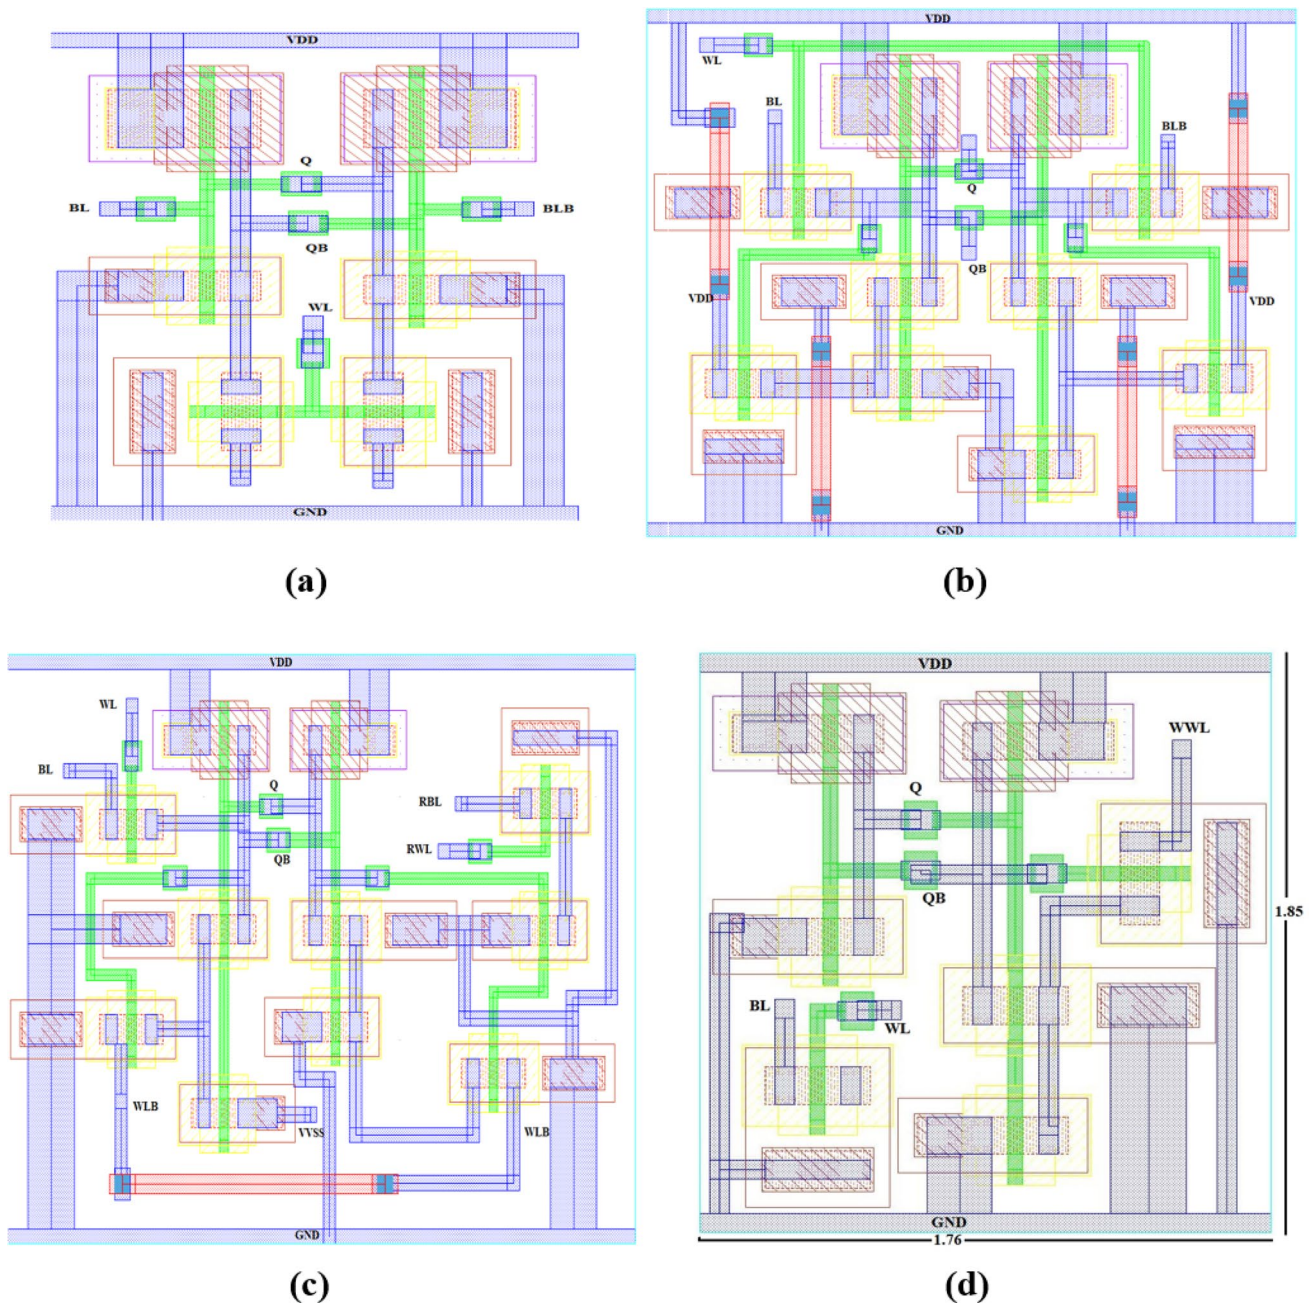 VDD
Q
BL
BLB
QB
WL
GND
(a)
VDD
WL
BL
BLB
Q
QB
VDD
VDD
GND
(b)
VDD
WL
BL
Q
RBL
RWL
QB
WLB
VVSS
WLB
GND
(c)
VDD
WWL
Q
QB
1.85
BL
WL
GND
1.76
(d)